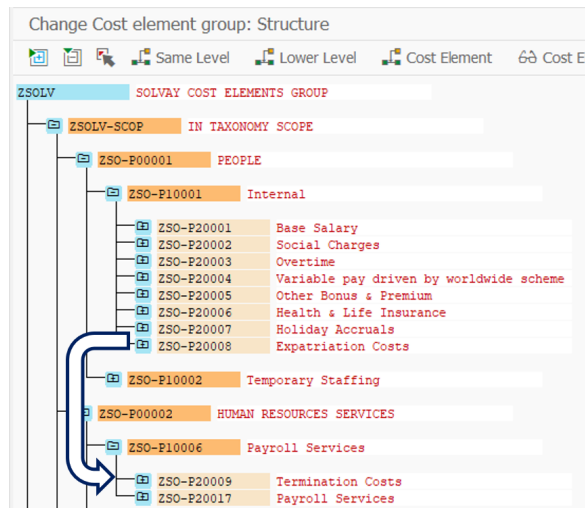 Change Cost element group: Structure
Same Level Lower Level Cost Element Cost E
ZSOLV SOLVAY COST ELEMENTS GROUP
ZSOLV-SCOP IN TAXONOMY SCOPE
ZSO-P00001 PEOPLE
ZSO-P10001 Internal
ZSO-P20001 Base Salary
ZSO-P20002 Social Charges
ZSO-P20003 Overtime
ZSO-P20004 Variable pay driven by worldwide scheme
ZSO-P20005 Other Bonus & Premium
ZSO-P20006 Health & Life Insurance
ZSO-P20007 Holiday Accruals
ZSO-P20008 Expatriation Costs
ZSO-P10002 Temporary Staffing
ZSO-P00002 HUMAN RESOURCES SERVICES
ZSO-P10006 Payroll Services
ZSO-P20009 Termination Costs
ZSO-P20017 Payroll Services